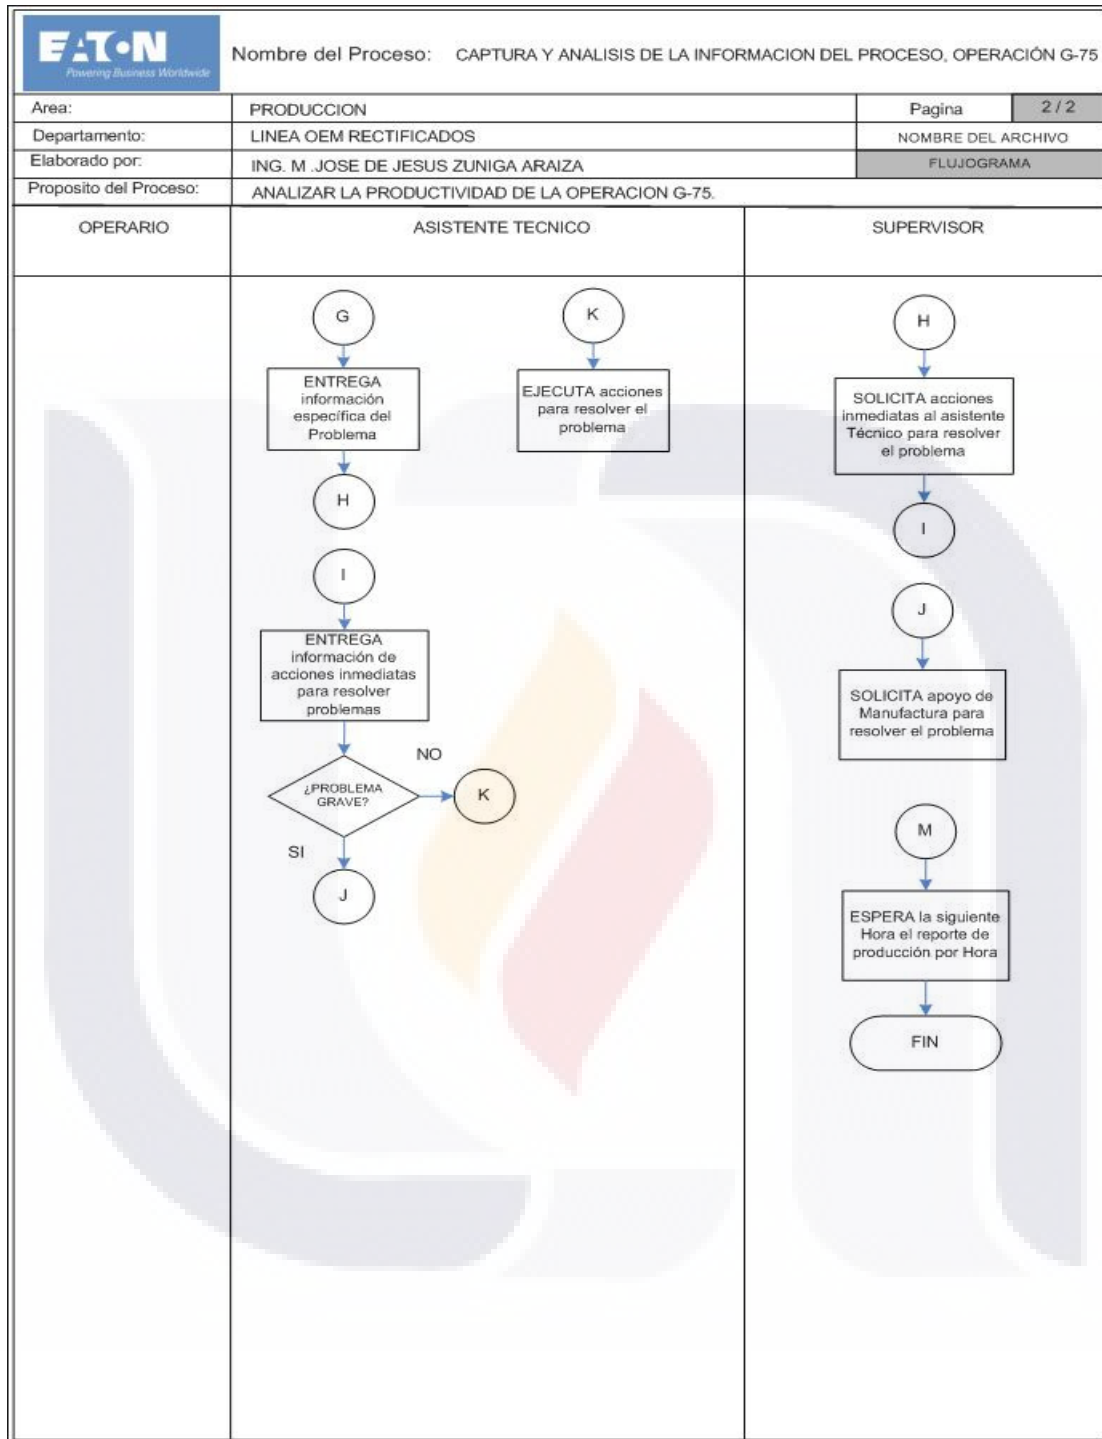 EATON
Powering Business Worldwide
Nombre del Proceso: CAPTURA Y ANALISIS DE LA INFORMACION DEL PROCESO, OPERACIÓN G-75
Area: PRODUCCION Pagina 2 / 2
Departamento: LINEA OEM RECTIFICADOS NOMBRE DEL ARCHIVO
Elaborado por: ING. M .JOSE DE JESUS ZUNIGA ARAIZA FLUJOGRAMA
Proposito del Proceso: ANALIZAR LA PRODUCTIVIDAD DE LA OPERACION G-75.
OPERARIO ASISTENTE TECNICO SUPERVISOR
G
ENTREGA
información
específica del
Problema
H
I
ENTREGA
información de
acciones inmediatas
para resolver
problemas
¿PROBLEMA
GRAVE?
NO
K
SI
J
K
EJECUTA acciones
para resolver el
problema
H
SOLICITA acciones
inmediatas al asistente
Técnico para resolver
el problema
I
J
SOLICITA apoyo de
Manufactura para
resolver el problema
M
ESPERA la siguiente
Hora el reporte de
producción por Hora
FIN